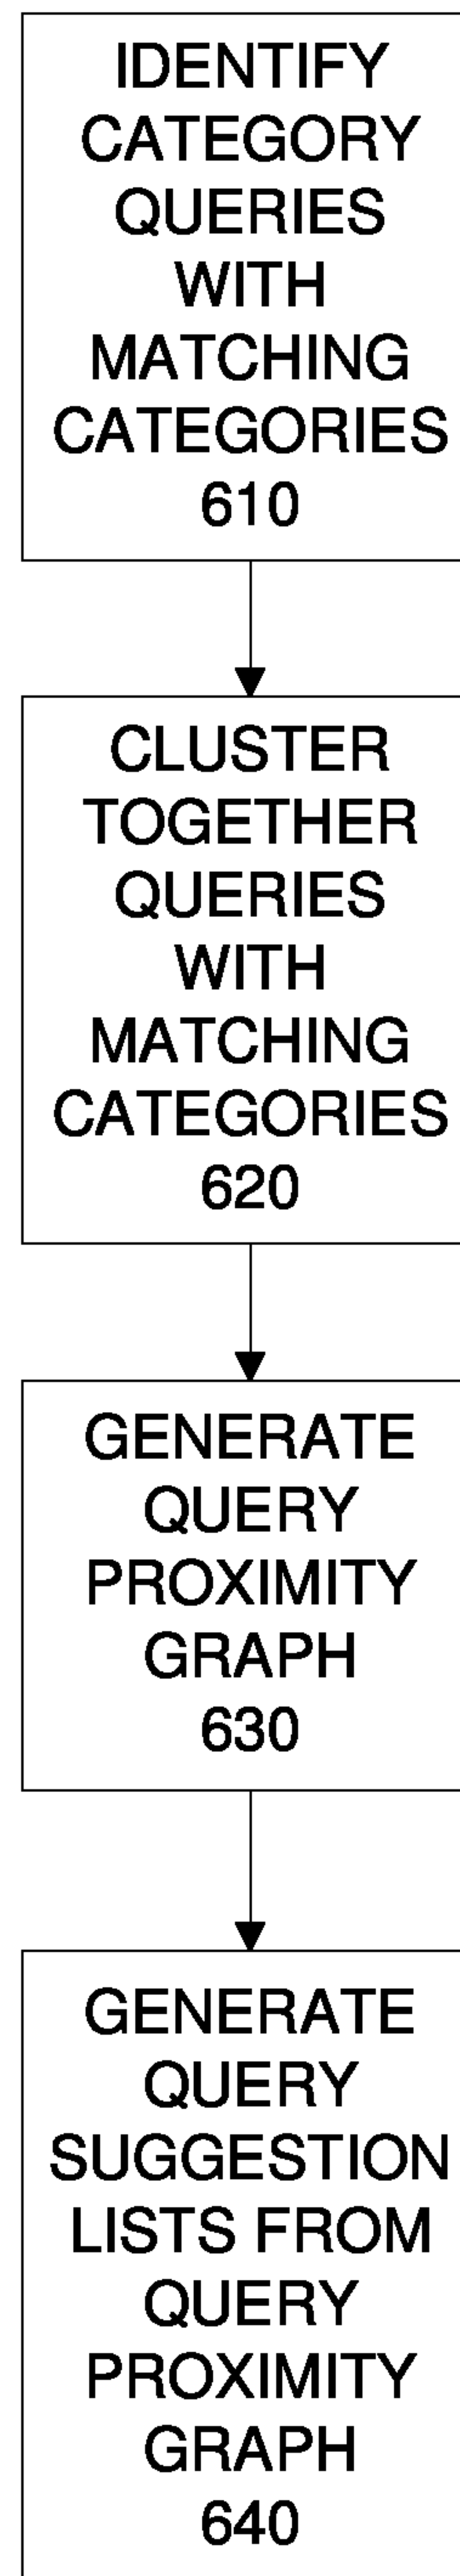 IDENTIFY
CATEGORY
QUERIES
WITH
MATCHING
CATEGORIES
610
CLUSTER
TOGETHER
QUERIES
WITH
MATCHING
CATEGORIES
620
GENERATE
QUERY
PROXIMITY
GRAPH
630
GENERATE
QUERY
SUGGESTION
LISTS FROM
QUERY
PROXIMITY
GRAPH
640